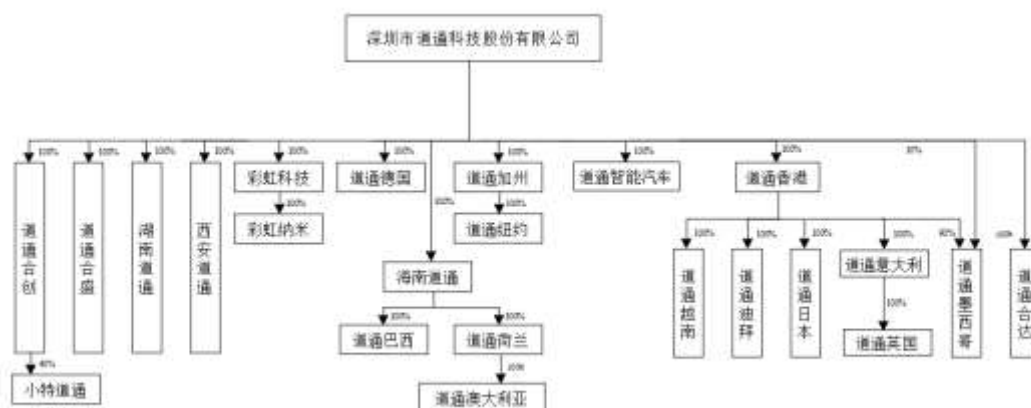 深圳市道通科技股份有限公司
100%
100%
100%
100%
100%
100%
100%
100%
100%
100%
道通合创
道通合盛
湖南道通
西安道通
彩虹科技
道通德国
道通加州
道通智能汽车
道通香港
100%
100%
彩虹纳米
道通纽约
100%
100%
100%
100%
海南道通
道通越南
道通迪拜
道通日本
道通意大利
道通墨西哥
道通合达
100%
100%
100%
道通巴西
道通荷兰
道通英国
小特道通
100%
道通澳大利亚